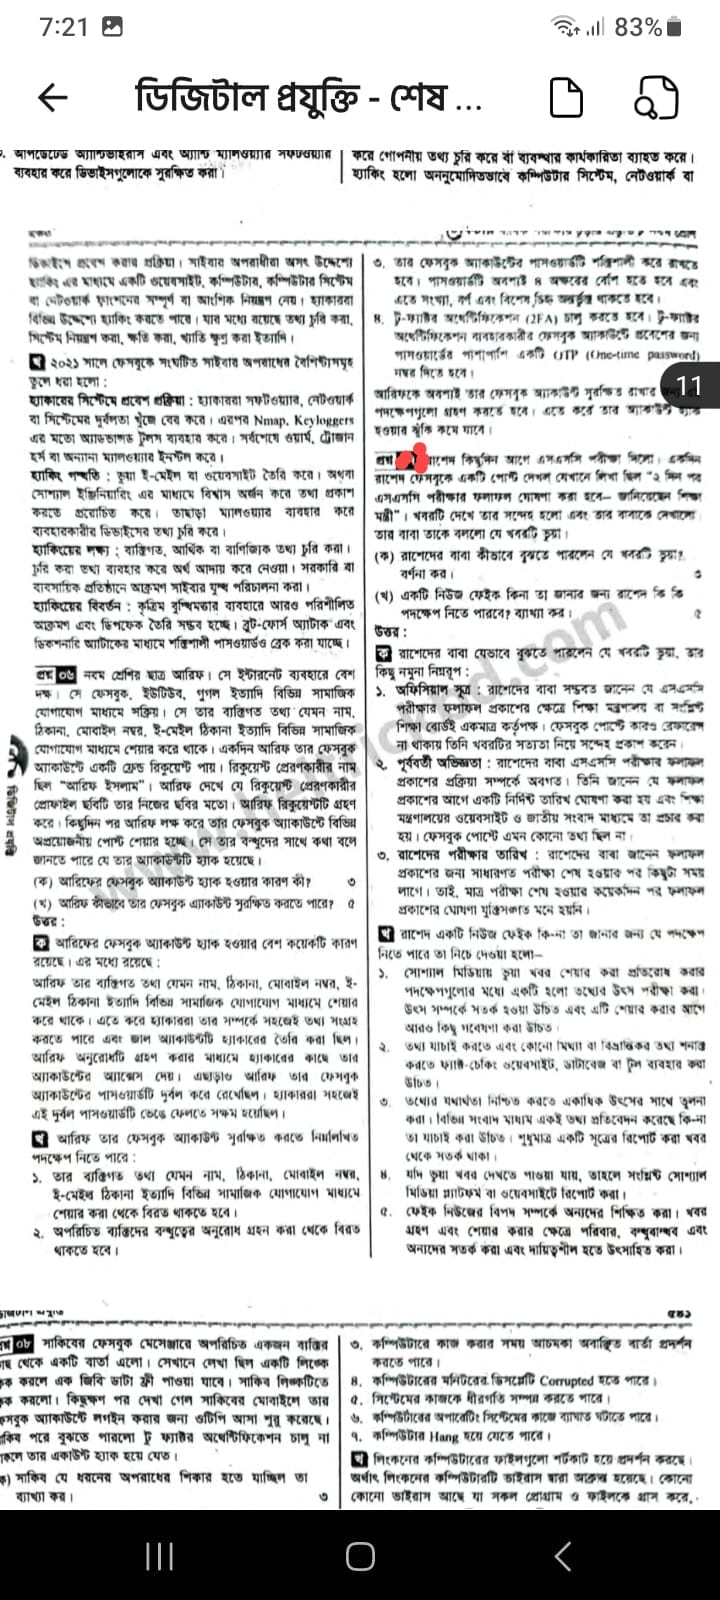 7:21
83%
ডিজিটাল প্রযুক্তি - শেষ ...
ব্যবহার করে ডিভাইসগুলোকে সুরক্ষিত করা।
করে গোপনীয় তথ্য চুরি করে বা ব্যবস্থার কার্যকারিতা ব্যাহত করে।
হ্যাকিং হলো অননুমোদিতভাবে কম্পিউটার সিস্টেম, নেটওয়ার্ক বা
ডিভাইসে প্রবেশ করার প্রক্রিয়া। সাইবার অপরাধীরা অসৎ উদ্দেশ্যে
হ্যাকিং এর মাধ্যমে একটি ওয়েবসাইট, কম্পিউটার, কম্পিউটার সিস্টেম
বা নেটওয়ার্ক ফাংশনের সম্পূর্ণ বা আংশিক নিয়ন্ত্রণ নেয়। হ্যাকাররা
বিভিন্ন উদ্দেশ্যে হ্যাকিং করতে পারে। যার মধ্যে রয়েছে তথ্য চুরি করা,
সিস্টেম নিয়ন্ত্রণ করা, ক্ষতি করা, খ্যাতি ক্ষুণ্ন করা ইত্যাদি।
খ ২০২১ সালে ফেসবুকে সংঘটিত সাইবার অপরাধের বৈশিষ্ট্যসমূহ
তুলে ধরা হলো :
হ্যাকারের সিস্টেমে প্রবেশ প্রক্রিয়া : হ্যাকাররা সফটওয়্যার, নেটওয়ার্ক
বা সিস্টেমের দুর্বলতা খুঁজে বের করে। এরপর Nmap, Keyloggers
এর মতো অ্যাডভান্সড টুলস ব্যবহার করে। সর্বশেষে ওয়ার্ম, ট্রোজান
হর্স বা অন্যান্য ম্যালওয়্যার ইনস্টল করে।
হ্যাকিং পদ্ধতি : ভুয়া ই-মেইল বা ওয়েবসাইট তৈরি করে। অথবা
সোশ্যাল ইঞ্জিনিয়ারিং এর মাধ্যমে বিশ্বাস অর্জন করে তথ্য প্রকাশ
করতে প্ররোচিত করে। তাছাড়া ম্যালওয়্যার ব্যবহার করে
ব্যবহারকারীর ডিভাইসের তথ্য চুরি করে।
হ্যাকিংয়ের লক্ষ্য : ব্যক্তিগত, আর্থিক বা বাণিজ্যিক তথ্য চুরি করা।
চুরি করা তথ্য ব্যবহার করে অর্থ আদায় করে নেওয়া। সরকারি বা
ব্যবসায়িক প্রতিষ্ঠানে আক্রমণ সাইবার যুদ্ধ পরিচালনা করা।
হ্যাকিংয়ের বিবর্তন : কৃত্রিম বুদ্ধিমত্তার ব্যবহারে আরও পরিশীলিত
আক্রমণ এবং ডিপফেক তৈরি সম্ভব হচ্ছে। ব্রুট-ফোর্স অ্যাটাক এবং
ডিকশনারি অ্যাটাকের মাধ্যমে শক্তিশালী পাসওয়ার্ডও ব্রেক করা যাচ্ছে।
প্রশ্ন ০৬ নবম শ্রেণির ছাত্র আরিফ। সে ইন্টারনেট ব্যবহারে বেশ
দক্ষ। সে ফেসবুক, ইউটিউব, গুগল ইত্যাদি বিভিন্ন সামাজিক
যোগাযোগ মাধ্যমে সক্রিয়। সে তার ব্যক্তিগত তথ্য যেমন নাম,
ঠিকানা, মোবাইল নম্বর, ই-মেইল ঠিকানা ইত্যাদি বিভিন্ন সামাজিক
যোগাযোগ মাধ্যমে শেয়ার করে থাকে। একদিন আরিফ তার ফেসবুক
অ্যাকাউন্টে একটি ফ্রেন্ড রিকুয়েস্ট পায়। রিকুয়েস্ট প্রেরণকারীর নাম
ছিল "আরিফ ইসলাম"। আরিফ দেখে যে রিকুয়েস্ট প্রেরণকারীর
প্রোফাইল ছবিটি তার নিজের ছবির মতো। আরিফ রিকুয়েস্টটি গ্রহণ
করে। কিছুদিন পর আরিফ লক্ষ করে তার ফেসবুক অ্যাকাউন্টে বিভিন্ন
অপ্রয়োজনীয় পোস্ট শেয়ার হচ্ছে। সে তার বন্ধুদের সাথে কথা বলে
জানতে পারে যে তার অ্যাকাউন্টটি হ্যাক হয়েছে।
(ক) আরিফের ফেসবুক অ্যাকাউন্ট হ্যাক হওয়ার কারণ কী? ৩
(খ) আরিফ কীভাবে তার ফেসবুক এ্যাকাউন্ট সুরক্ষিত করতে পারে? ৫
উত্তর :
ক আরিফের ফেসবুক অ্যাকাউন্ট হ্যাক হওয়ার বেশ কয়েকটি কারণ
রয়েছে। এর মধ্যে রয়েছে :
আরিফ তার ব্যক্তিগত তথ্য যেমন নাম, ঠিকানা, মোবাইল নম্বর, ই-
মেইল ঠিকানা ইত্যাদি বিভিন্ন সামাজিক যোগাযোগ মাধ্যমে শেয়ার
করে থাকে। এতে করে হ্যাকাররা তার সম্পর্কে সহজেই তথ্য সংগ্রহ
করতে পারে এবং জাল অ্যাকাউন্টটি হ্যাকারের তৈরি করা ছিল।
আরিফ অনুরোধটি গ্রহণ করার মাধ্যমে হ্যাকারের কাছে তার
অ্যাকাউন্টের অ্যাক্সেস দেয়। এছাড়াও আরিফ তার ফেসবুক
অ্যাকাউন্টের পাসওয়ার্ডটি দুর্বল করে রেখেছিল। হ্যাকাররা সহজেই
এই দুর্বল পাসওয়ার্ডটি ভেঙে ফেলতে সক্ষম হয়েছিল।
খ আরিফ তার ফেসবুক অ্যাকাউন্ট সুরক্ষিত করতে নিম্নলিখিত
পদক্ষেপ নিতে পারে :
১. তার ব্যক্তিগত তথ্য যেমন নাম, ঠিকানা, মোবাইল নম্বর,
ই-মেইল ঠিকানা ইত্যাদি বিভিন্ন সামাজিক যোগাযোগ মাধ্যমে
শেয়ার করা থেকে বিরত থাকতে হবে।
২. অপরিচিত ব্যক্তিদের বন্ধুত্বের অনুরোধ গ্রহন করা থেকে বিরত
থাকতে হবে।
ডিজিটাল প্রযুক্তি
৩. তার ফেসবুক অ্যাকাউন্টের পাসওয়ার্ডটি শক্তিশালী করে রাখতে
হবে। পাসওয়ার্ডটি অবশ্যই ৪ অক্ষরের বেশি হতে হবে এবং
এতে সংখ্যা, বর্ণ এবং বিশেষ চিহ্ন অন্তর্ভুক্ত থাকতে হবে।
৪. টু-ফ্যাক্টর অথেন্টিফিকেশন (2FA) চালু করতে হবে। টু-ফ্যাক্টর
অথেন্টিফিকেশন ব্যবহারকারীর ফেসবুক অ্যাকাউন্টে প্রবেশের জন্য
পাসওয়ার্ডের পাশাপাশি একটি OTP (One-time password)
নম্বর দিতে হবে।
আরিফকে অবশ্যই তার ফেসবুক অ্যাকাউন্ট সুরক্ষিত রাখার
পদক্ষেপগুলো গ্রহণ করতে হবে। এতে করে তার অ্যাকাউন্ট হ্যাক
হওয়ার ঝুঁকি কমে যাবে।
11
প্রশ্ন রাশেদ কিছুদিন আগে এসএসসি পরীক্ষা দিলো। একদিন
রাশেদ ফেসবুকে একটি পোস্ট দেখল যেখানে লিখা ছিল "২ দিন পর
এসএসসি পরীক্ষার ফলাফল ঘোষণা করা হবে– জানিয়েছেন শিক্ষা
মন্ত্রী"। খবরটি দেখে তার সন্দেহ হলো এবং তার বাবাকে দেখালো।
তার বাবা তাকে বললো যে খবরটি ভুয়া।
(ক) রাশেদের বাবা কীভাবে বুঝতে পারলেন যে খবরটি ভুয়া?
বর্ণনা কর। ৩
(খ) একটি নিউজ ফেইক কিনা তা জানার জন্য রাশেদ কি কি
পদক্ষেপ নিতে পারবে? ব্যাখ্যা কর। ৫
উত্তর :
ক রাশেদের বাবা যেভাবে বুঝতে পারলেন যে খবরটি ভুয়া, তার
কিছু নমুনা নিম্নরূপ :
১. অফিসিয়াল সূত্র : রাশেদের বাবা সম্ভবত জানেন যে এসএসসি
পরীক্ষার ফলাফল প্রকাশের ক্ষেত্রে শিক্ষা মন্ত্রণালয় বা সংশ্লিষ্ট
শিক্ষা বোর্ডই একমাত্র কর্তৃপক্ষ। ফেসবুক পোস্টে কারও রেফারেন্স
না থাকায় তিনি খবরটির সত্যতা নিয়ে সন্দেহ প্রকাশ করেন।
২. পূর্ববর্তী অভিজ্ঞতা : রাশেদের বাবা এসএসসি পরীক্ষার ফলাফল
প্রকাশের প্রক্রিয়া সম্পর্কে অবগত। তিনি জানেন যে ফলাফল
প্রকাশের আগে একটি নির্দিষ্ট তারিখ ঘোষণা করা হয় এবং শিক্ষা
মন্ত্রণালয়ের ওয়েবসাইট ও জাতীয় সংবাদ মাধ্যমে তা প্রচার করা
হয়। ফেসবুক পোস্টে এমন কোনো তথ্য ছিল না।
৩. রাশেদের পরীক্ষার তারিখ : রাশেদের বাবা জানেন ফলাফল
প্রকাশের জন্য সাধারণত পরীক্ষা শেষ হওয়ার পর কিছুটা সময়
লাগে। তাই, মাত্র পরীক্ষা শেষ হওয়ার কয়েকদিন পর ফলাফল
প্রকাশের ঘোষণা যুক্তিসঙ্গত মনে হয়নি।
খ রাশেদ একটি নিউজ ফেইক কি-না তা জানার জন্য যে পদক্ষেপ
নিতে পারে তা নিচে দেওয়া হলো–
১. সোশ্যাল মিডিয়ায় ভুয়া খবর শেয়ার করা প্রতিরোধ করার
পদক্ষেপগুলোর মধ্যে একটি হলো তথ্যের উৎস পরীক্ষা করা।
উৎস সম্পর্কে সতর্ক হওয়া উচিত এবং এটি শেয়ার করার আগে
আরও কিছু গবেষণা করা উচিত।
২. তথ্য যাচাই করতে এবং কোনো মিথ্যা বা বিভ্রান্তিকর তথ্য শনাক্ত
করতে ফ্যাক্ট-চেকিং ওয়েবসাইট, ডাটাবেজ বা টুল ব্যবহার করা
উচিত।
৩. তথ্যের যথার্থতা নিশ্চিত করতে একাধিক উৎসের সাথে তুলনা
করা। বিভিন্ন সংবাদ মাধ্যম একই তথ্য প্রতিবেদন করেছে কি-না
তা যাচাই করা উচিত। শুধুমাত্র একটি সূত্রের রিপোর্ট করা খবর
থেকে সতর্ক থাকা।
৪. যদি ভুয়া খবর দেখতে পাওয়া যায়, তাহলে সংশ্লিষ্ট সোশ্যাল
মিডিয়া প্ল্যাটফর্ম বা ওয়েবসাইটে রিপোর্ট করা।
৫. ফেইক নিউজের বিপদ সম্পর্কে অন্যদের শিক্ষিত করা। খবর
গ্রহণ এবং শেয়ার করার ক্ষেত্রে পরিবার, বন্ধুবান্ধব এবং
অন্যদের সতর্ক করা এবং দায়িত্বশীল হতে উৎসাহিত করা।
০৮ সাকিবের ফেসবুক মেসেঞ্জারে অপরিচিত একজন ব্যক্তির
থেকে একটি বার্তা এলো। সেখানে লেখা ছিল একটি লিংকে
করলে এক জিবি ডাটা ফ্রী পাওয়া যাবে। সাকিব লিংকটিতে
করলো। কিছুক্ষণ পর দেখা গেল সাকিবের মোবাইলে তার
অ্যাকাউন্টে লগইন করার জন্য ওটিপি আসা শুরু করেছে।
পরে বুঝতে পারলো টু ফ্যাক্টর অথেন্টিফিকেশন চালু না
তার একাউন্ট হ্যাক হয়ে যেত।
সাকিব যে ধরনের অপরাধের শিকার হতে যাচ্ছিল তা
ব্যাখ্যা কর। ৩
৩. কম্পিউটারে কাজ করার সময় আচমকা অবাঞ্ছিত বার্তা প্রদর্শন
করতে পারে।
৪. কম্পিউটারের মনিটরের ডিসপ্লেটি Corrupted হতে পারে।
৫. সিস্টেমের কাজকে ধীরগতি সম্পন্ন করতে পারে।
৬. কম্পিউটারের অপারেটিং সিস্টেমের কাজে ব্যাঘাত ঘটাতে পারে।
৭. কম্পিউটার Hang হয়ে যেতে পারে।
খ লিংকনের কম্পিউটারের ফাইলগুলো শর্টকাট হয়ে প্রদর্শন করছে।
অর্থাৎ লিংকনের কম্পিউটারটি ভাইরাস দ্বারা আক্রান্ত হয়েছে। কোনো
কোনো ভাইরাস আছে যা সকল প্রোগ্রাম ও ফাইলকে গ্রাস করে,